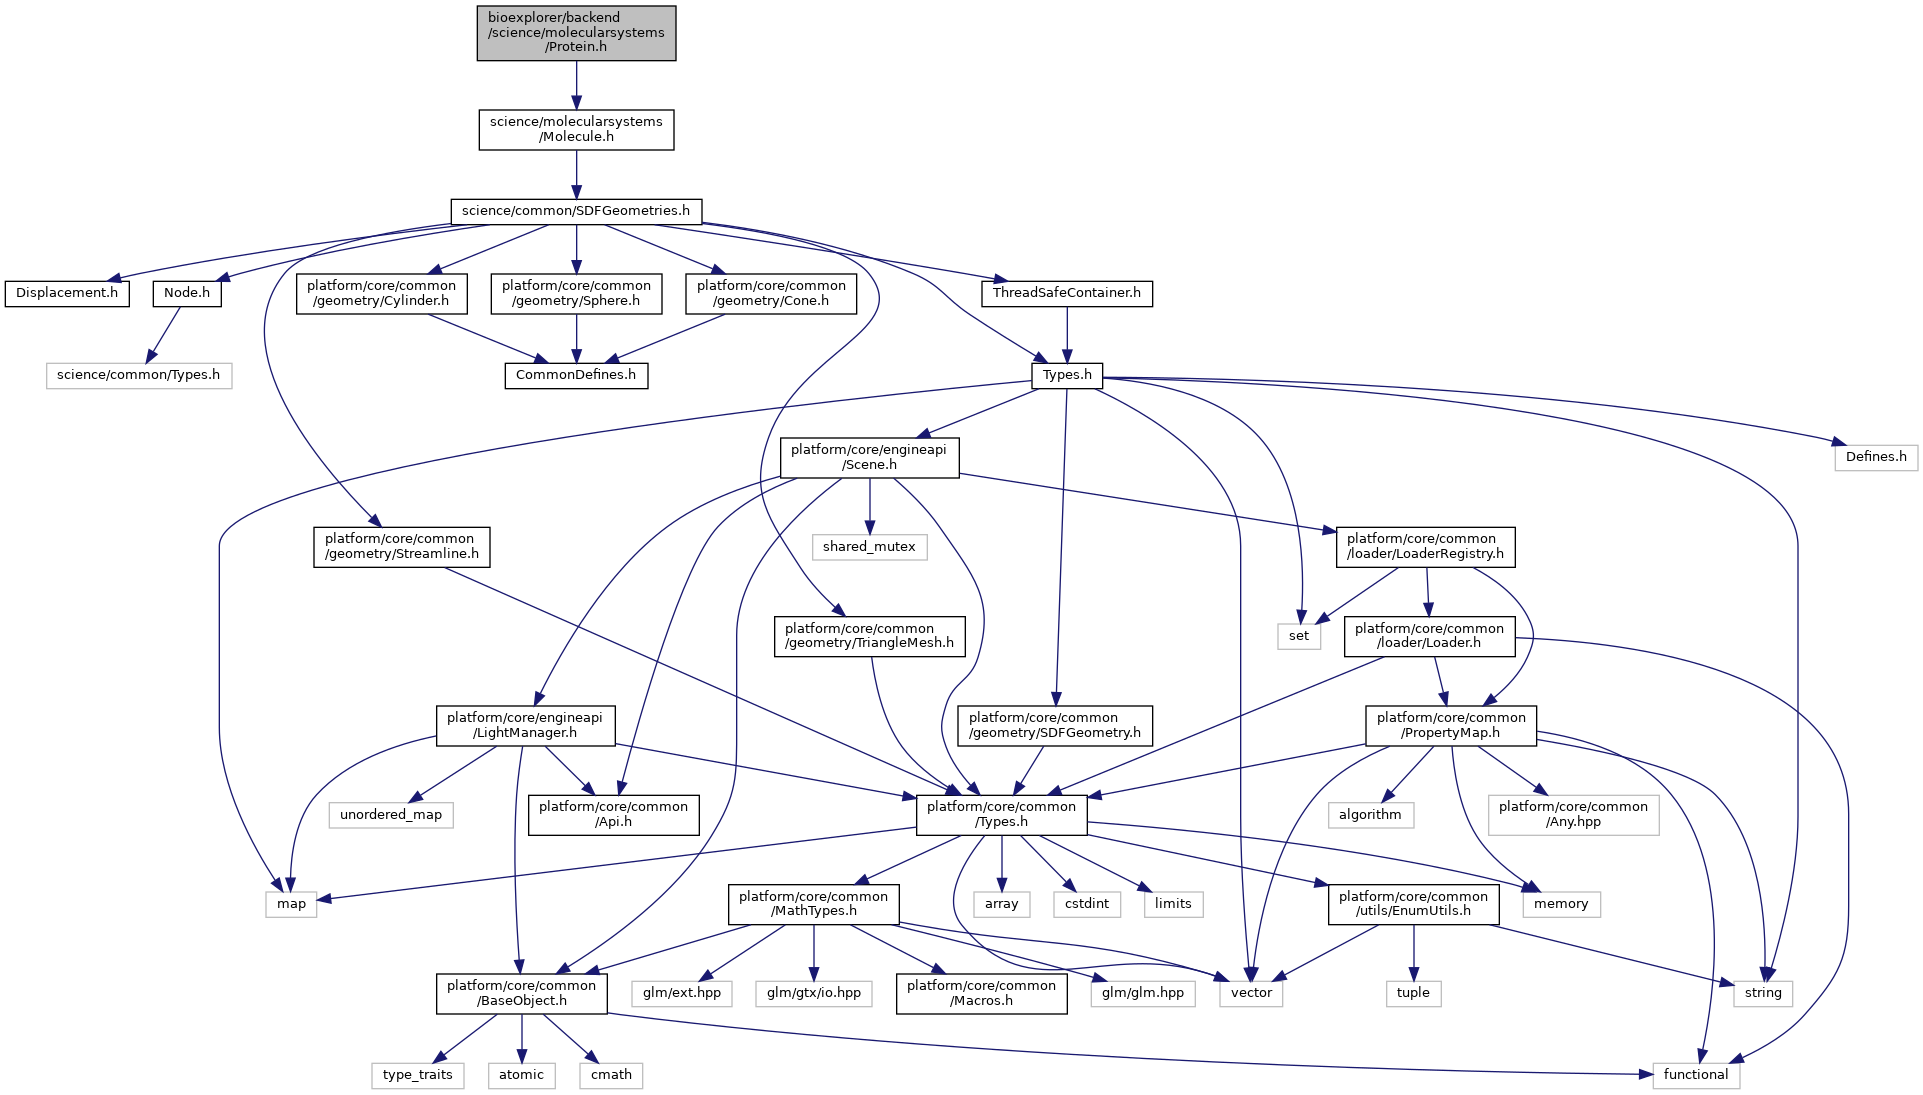 bioexplorer/backend
/science/molecularsystems
/Protein.h
science/molecularsystems
/Molecule.h
science/common/SDFGeometries.h
Displacement.h
Node.h
platform/core/common
/geometry/Cylinder.h
platform/core/common
/geometry/Sphere.h
platform/core/common
/geometry/Cone.h
ThreadSafeContainer.h
science/common/Types.h
CommonDefines.h
Types.h
platform/core/engineapi
/Scene.h
Defines.h
platform/core/common
/geometry/Streamline.h
shared_mutex
platform/core/common
/loader/LoaderRegistry.h
platform/core/common
/geometry/TriangleMesh.h
set
platform/core/common
/loader/Loader.h
platform/core/engineapi
/LightManager.h
platform/core/common
/geometry/SDFGeometry.h
platform/core/common
/PropertyMap.h
unordered_map
platform/core/common
/Api.h
platform/core/common
/Types.h
algorithm
platform/core/common
/Any.hpp
map
platform/core/common
/MathTypes.h
array
cstdint
limits
platform/core/common
/utils/EnumUtils.h
memory
platform/core/common
/BaseObject.h
glm/ext.hpp
glm/gtx/io.hpp
platform/core/common
/Macros.h
glm/glm.hpp
vector
tuple
string
type_traits
atomic
cmath
functional